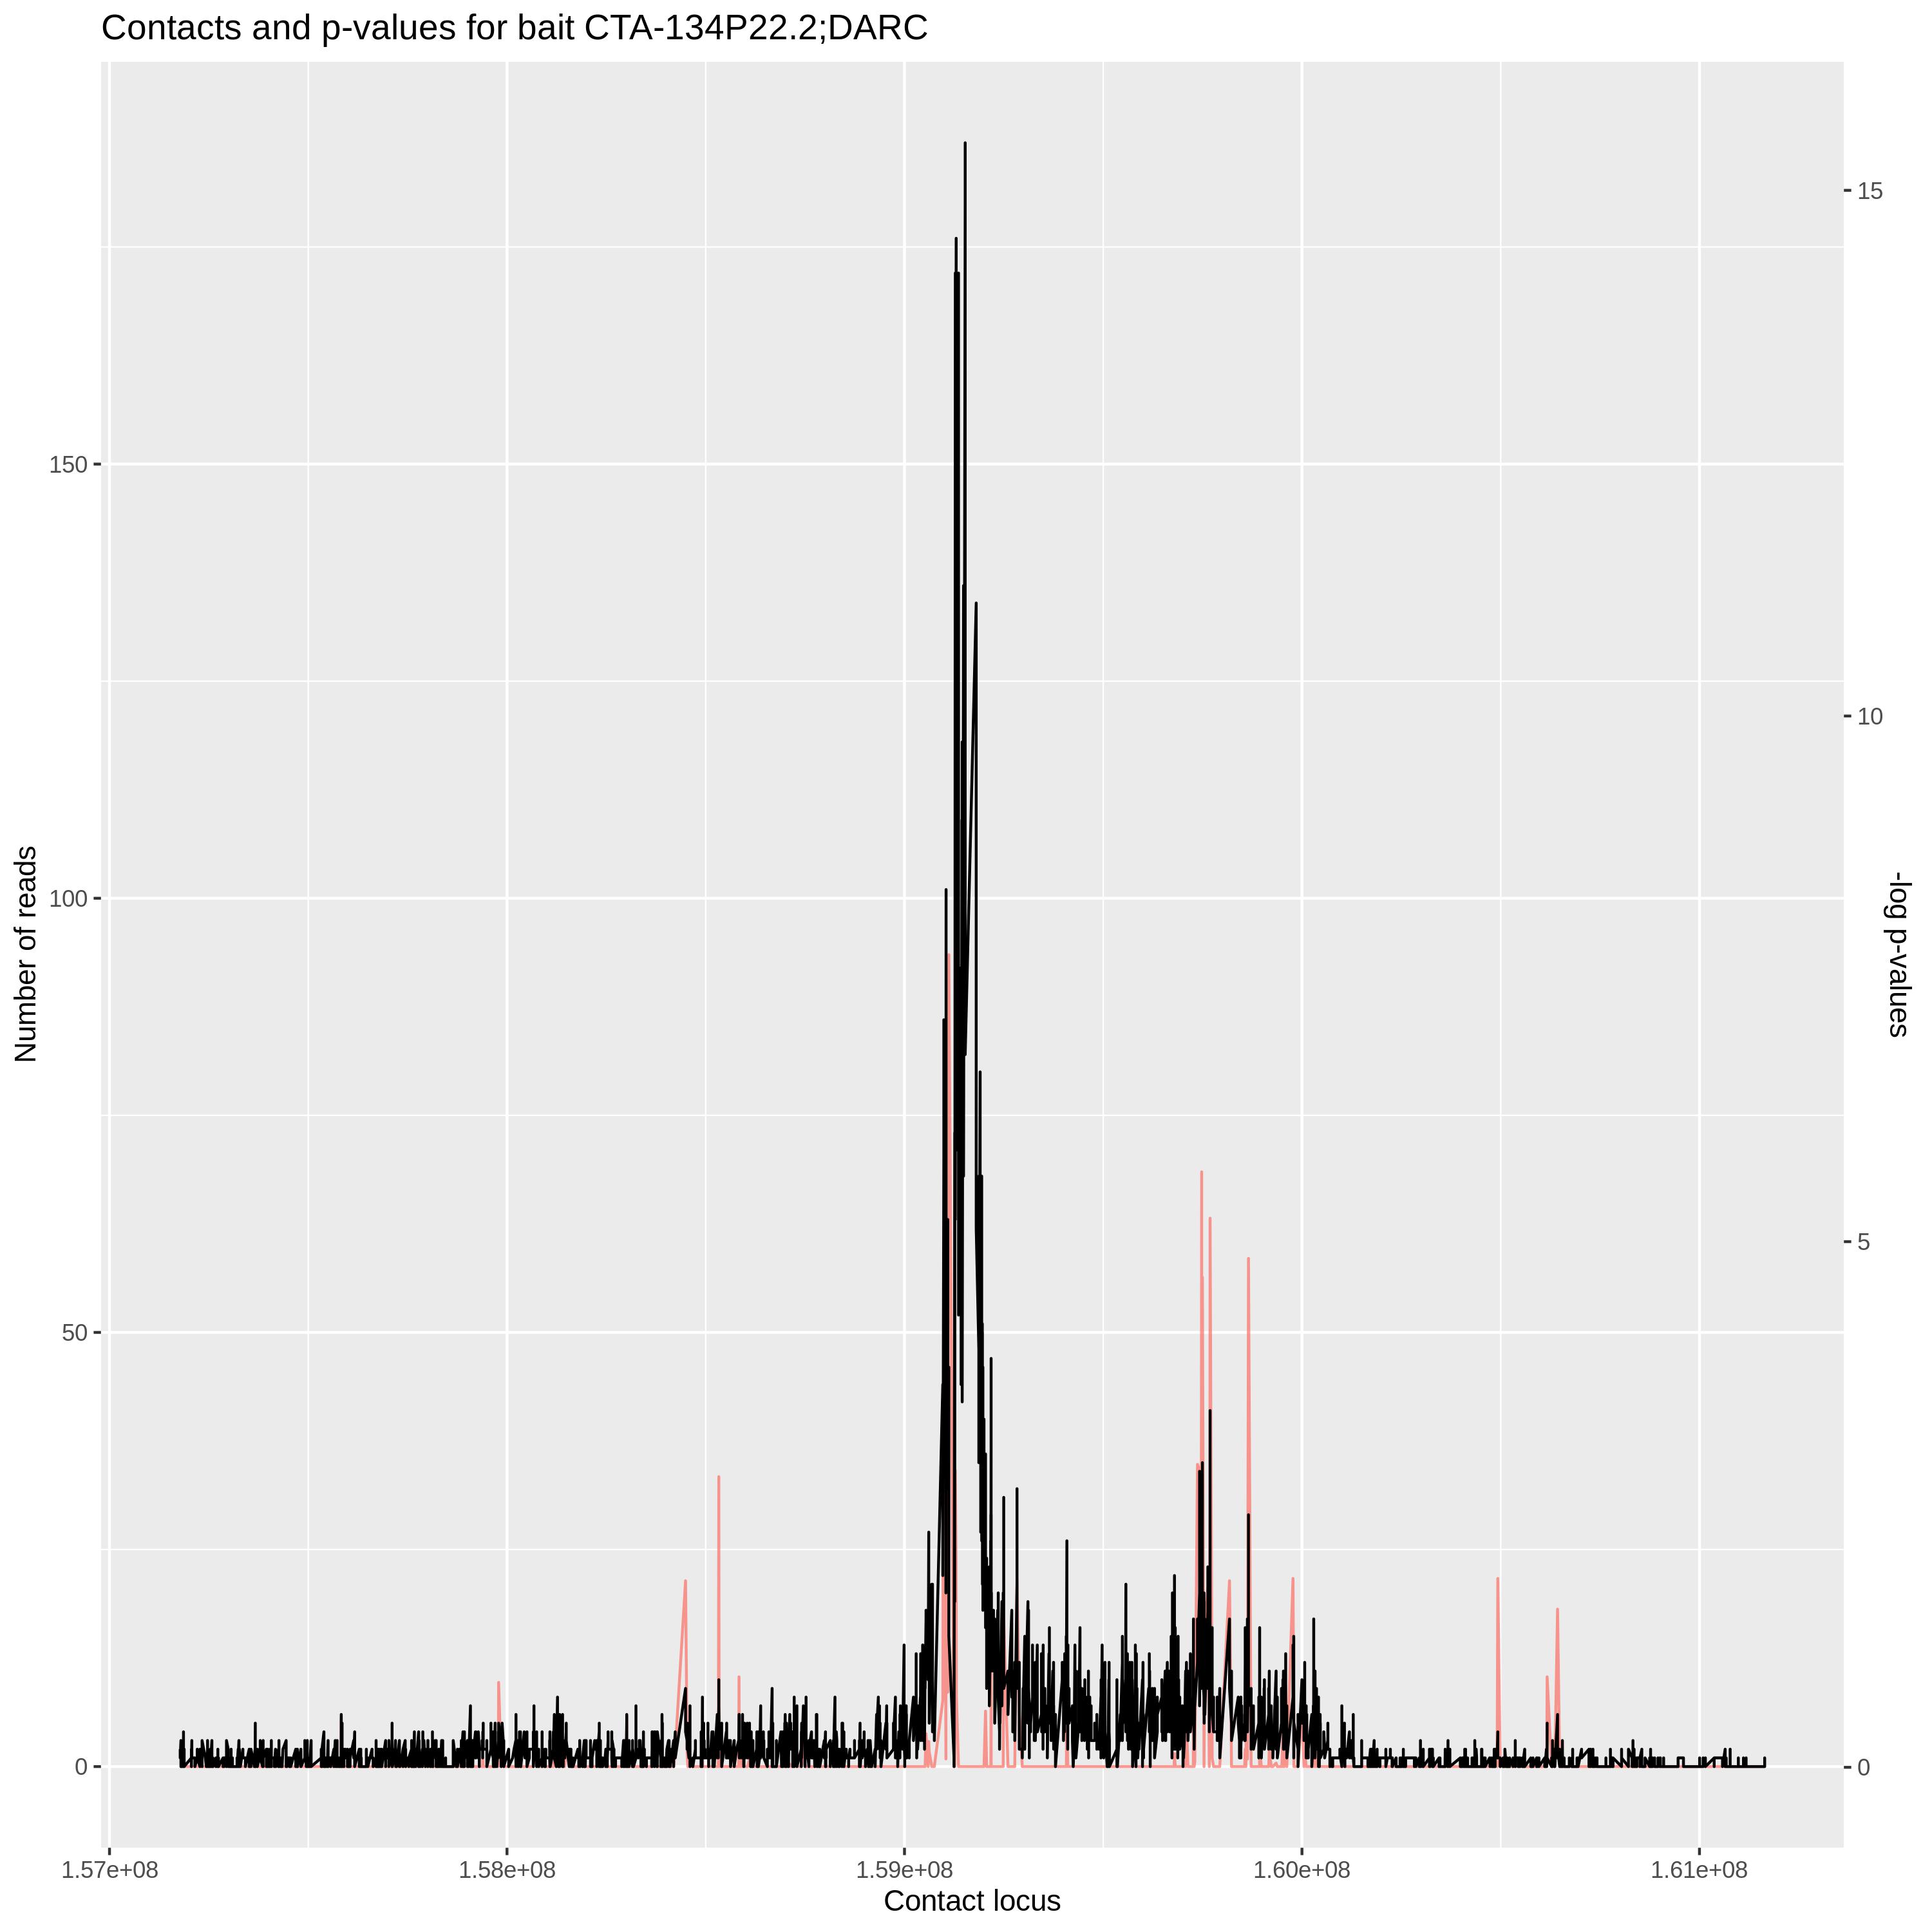 Contacts and p-values for bait CTA-134P22.2;DARC
15
150
10
100
Number of reads
-log p-values
5
50
0
0
1.57e+08
1.58e+08
1.59e+08
1.60e+08
1.61e+08
Contact locus